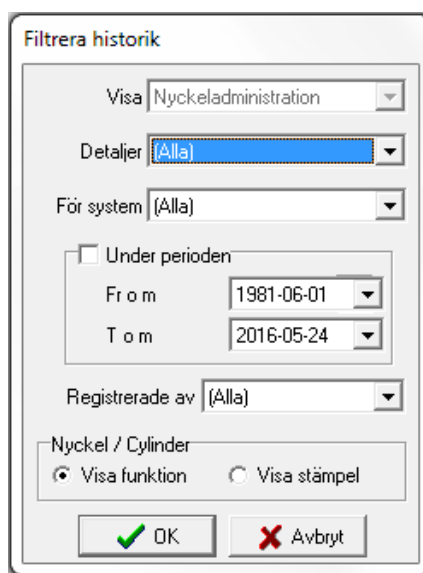 Filtrera historik
Visa Nyckeladministration
Detaljer (Alla)
För system (Alla)
Under perioden
Fr o m 1981-06-01
T o m 2016-05-24
Registrerade av (Alla)
Nyckel / Cylinder
Visa funktion Visa stämpel
OK Avbryt